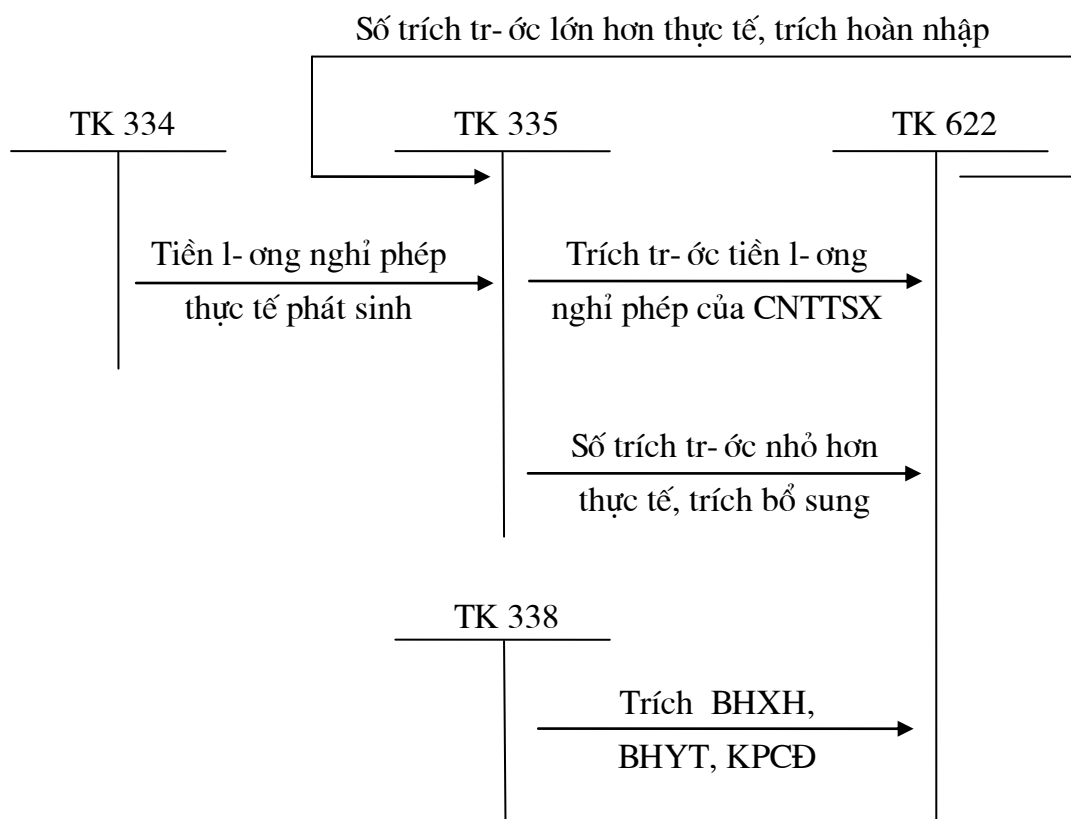 Số trích tr- ớc lớn hơn thực tế, trích hoàn nhập
TK 334
TK 335
TK 622
Tiền l- ơng nghỉ phép
thực tế phát sinh
Trích tr- ớc tiền l- ơng
nghỉ phép của CNTTSX
Số trích tr- ớc nhỏ hơn
thực tế, trích bổ sung
TK 338
Trích BHXH,
BHYT, KPCĐ